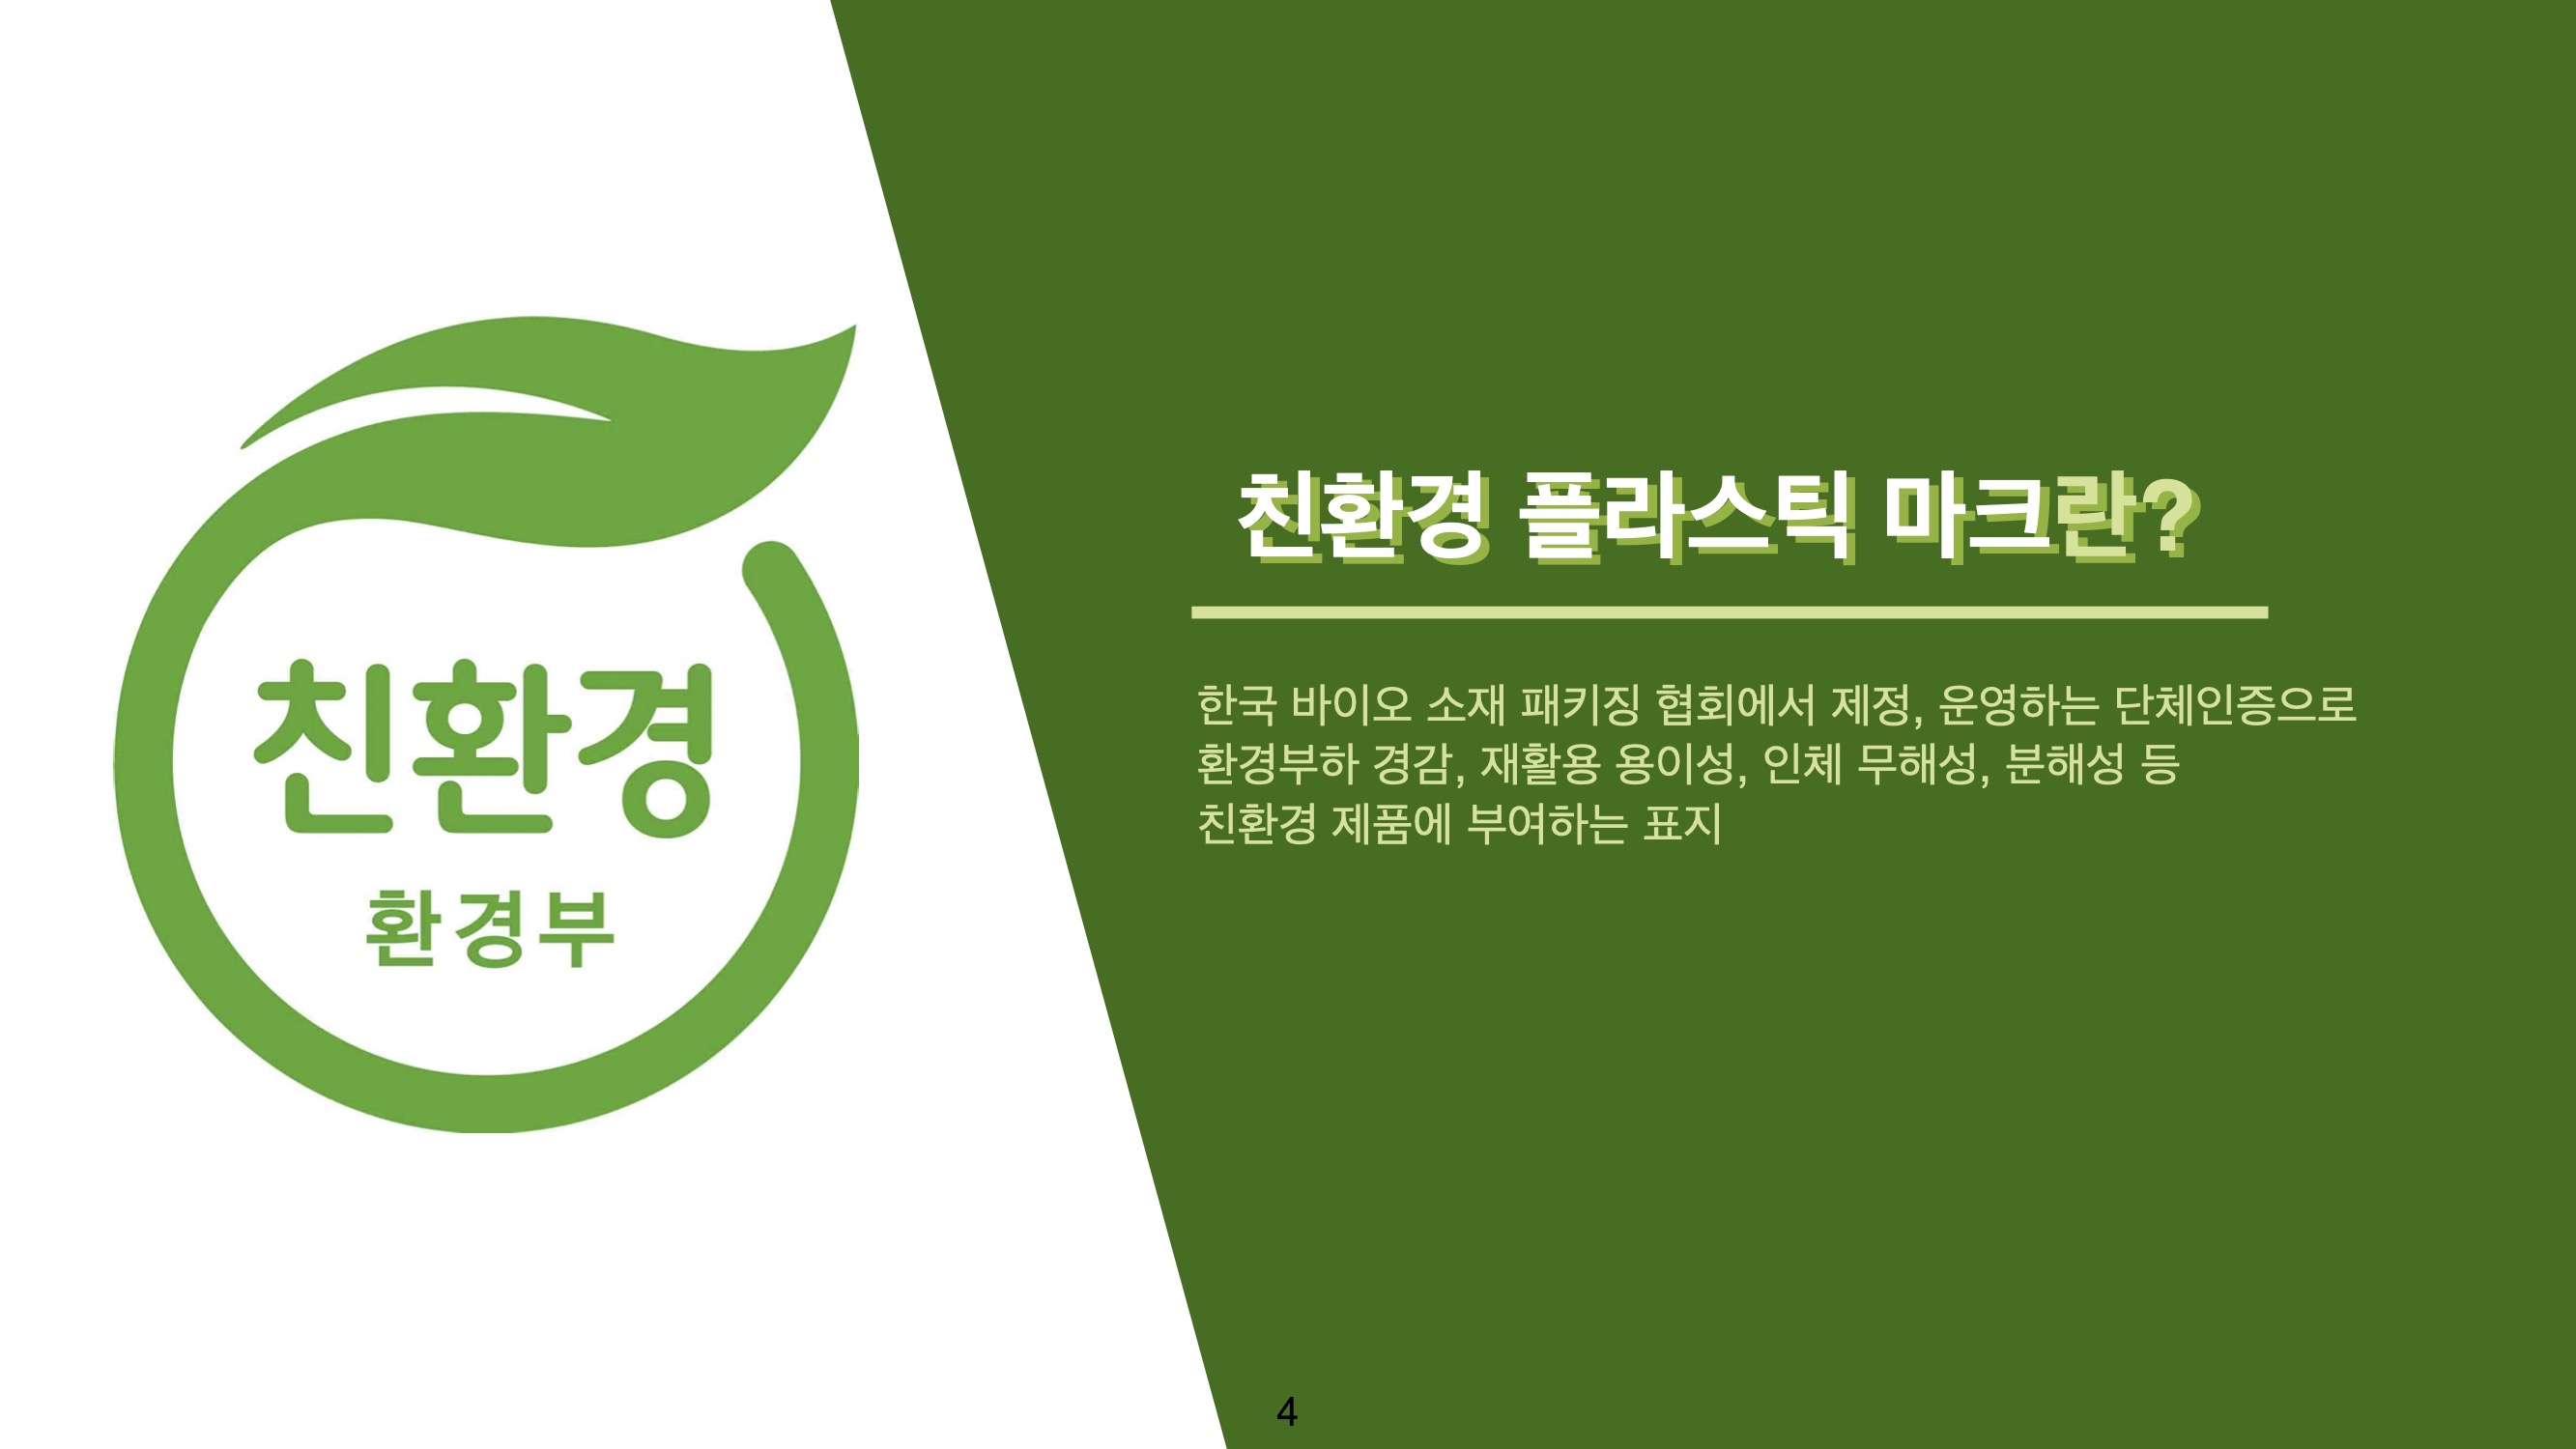 친환경
환경부
친환경 플라스틱 마크란?
한국 바이오 소재 패키징 협회에서 제정, 운영하는 단체인증으로
환경부하 경감, 재활용 용이성, 인체 무해성, 분해성 등
친환경 제품에 부여하는 표지
4